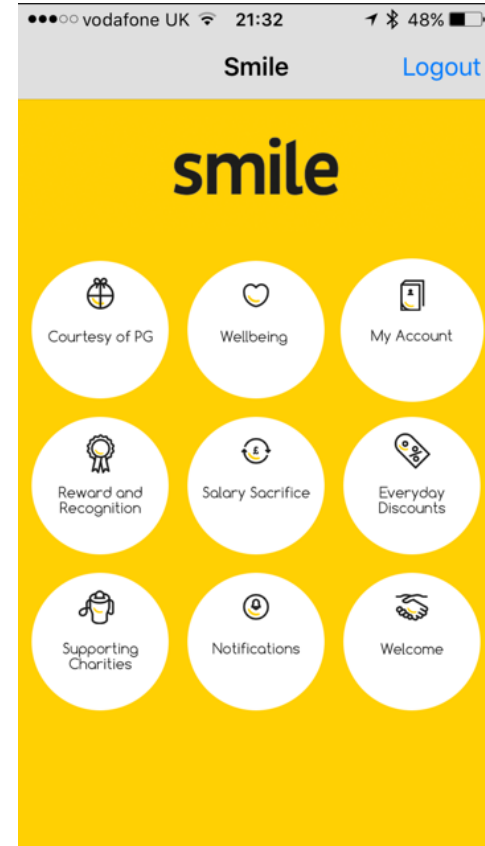 vodafone UK 21:32 48%
Smile Logout
smile
Courtesy of PG Wellbeing My Account
Reward and Recognition
£
Salary Sacrifice
%
Everyday Discounts
Supporting Charities
Notifications Welcome